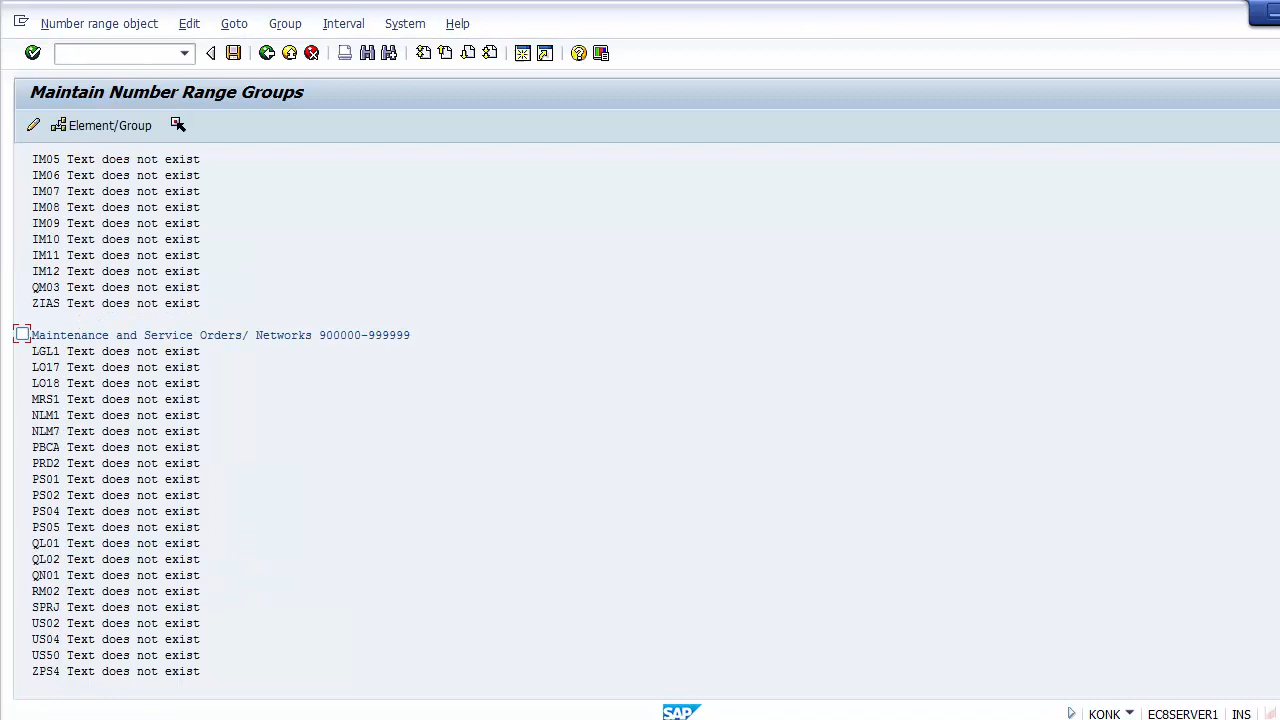 Number range object Edit Goto Group Interval System Help
Maintain Number Range Groups
Element/Group
IM05 Text does not exist
IM06 Text does not exist
IM07 Text does not exist
IM08 Text does not exist
IM09 Text does not exist
IM10 Text does not exist
IM11 Text does not exist
IM12 Text does not exist
QM03 Text does not exist
ZIAS Text does not exist
Maintenance and Service Orders/ Networks 900000-999999
LGL1 Text does not exist
LO17 Text does not exist
LO18 Text does not exist
MRS1 Text does not exist
NLM1 Text does not exist
NLM7 Text does not exist
PBCA Text does not exist
PRD2 Text does not exist
PS01 Text does not exist
PS02 Text does not exist
PS04 Text does not exist
PS05 Text does not exist
QL01 Text does not exist
QL02 Text does not exist
QN01 Text does not exist
RM02 Text does not exist
SPRJ Text does not exist
US02 Text does not exist
US04 Text does not exist
US50 Text does not exist
ZPS4 Text does not exist
SAP KONK EC8SERVER1 INS